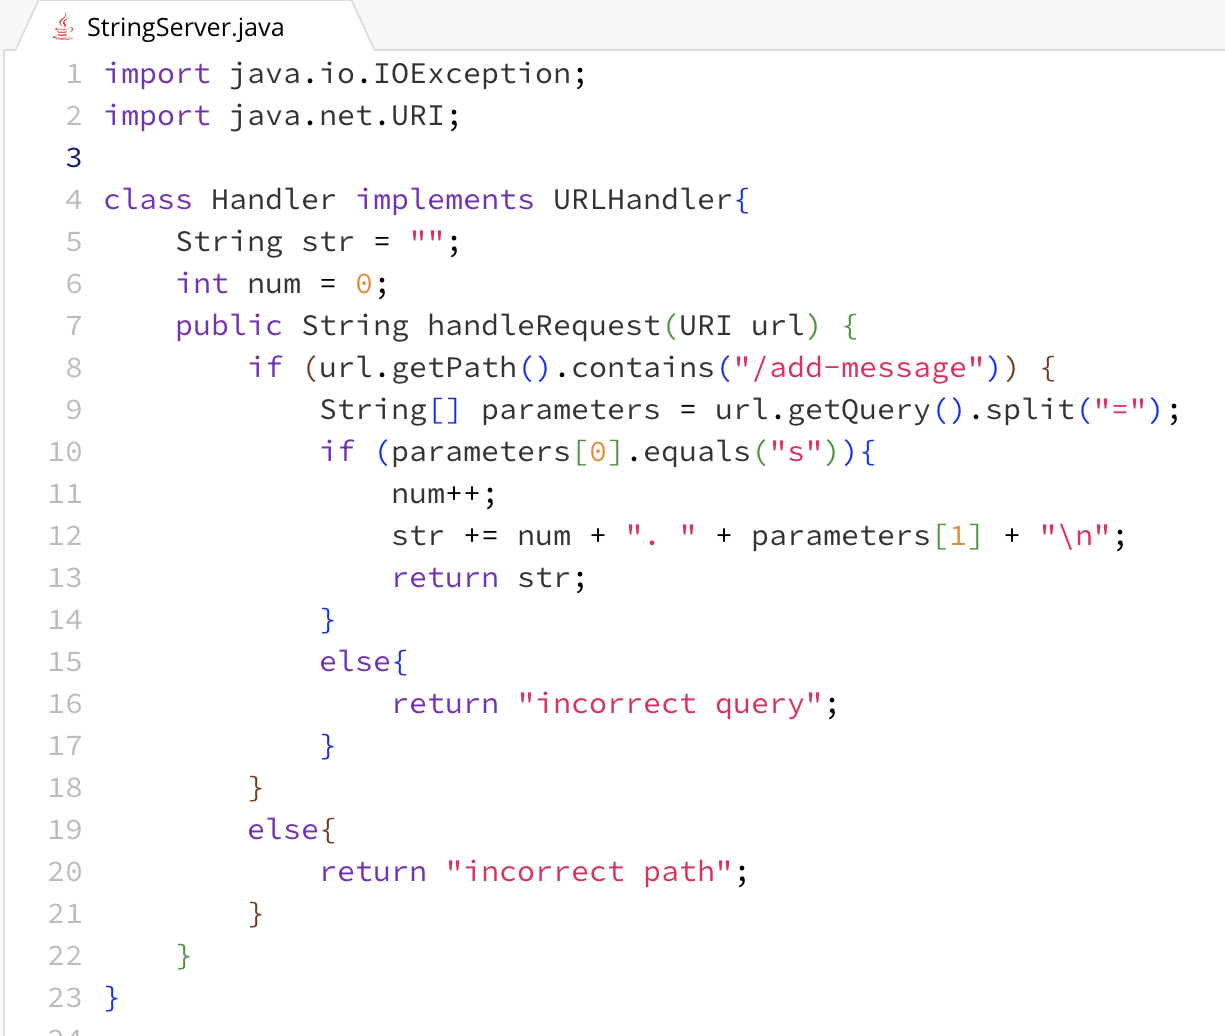 StringServer.java
1 import java.io.IOException;
2 import java.net.URI;
3
4 class Handler implements URLHandler{
5     String str = "";
6     int num = 0;
7     public String handleRequest(URI url) {
8         if (url.getPath().contains("/add-message")) {
9             String[] parameters = url.getQuery().split("=");
10             if (parameters[0].equals("s")){
11                 num++;
12                 str += num + ". " + parameters[1] + "\n";
13                 return str;
14             }
15             else{
16                 return "incorrect query";
17             }
18         }
19         else{
20             return "incorrect path";
21         }
22     }
23 }